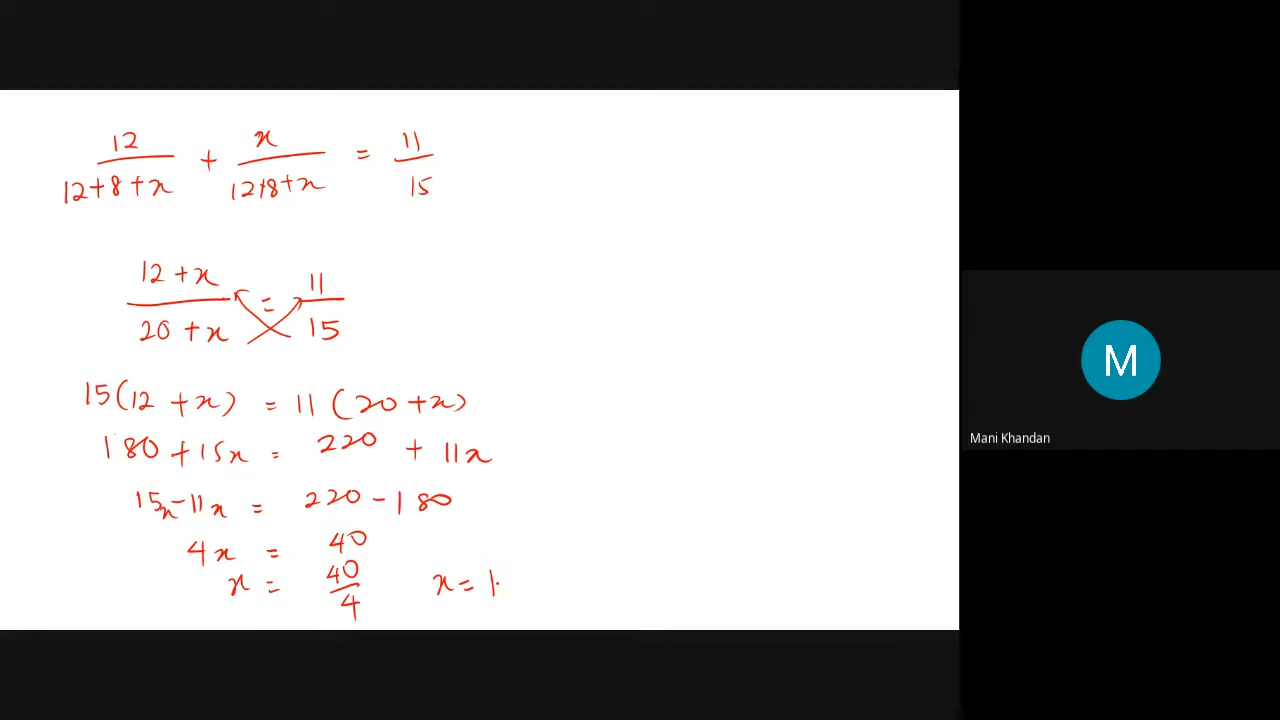 12/(12+8+x) + x/(12+8+x) = 11/15
(12+x)/(20+x) = 11/15
15(12+x) = 11(20+x)
180+15x = 220 + 11x
15x-11x = 220-180
4x = 40
x = 40/4 x=1
M
Mani Khandan